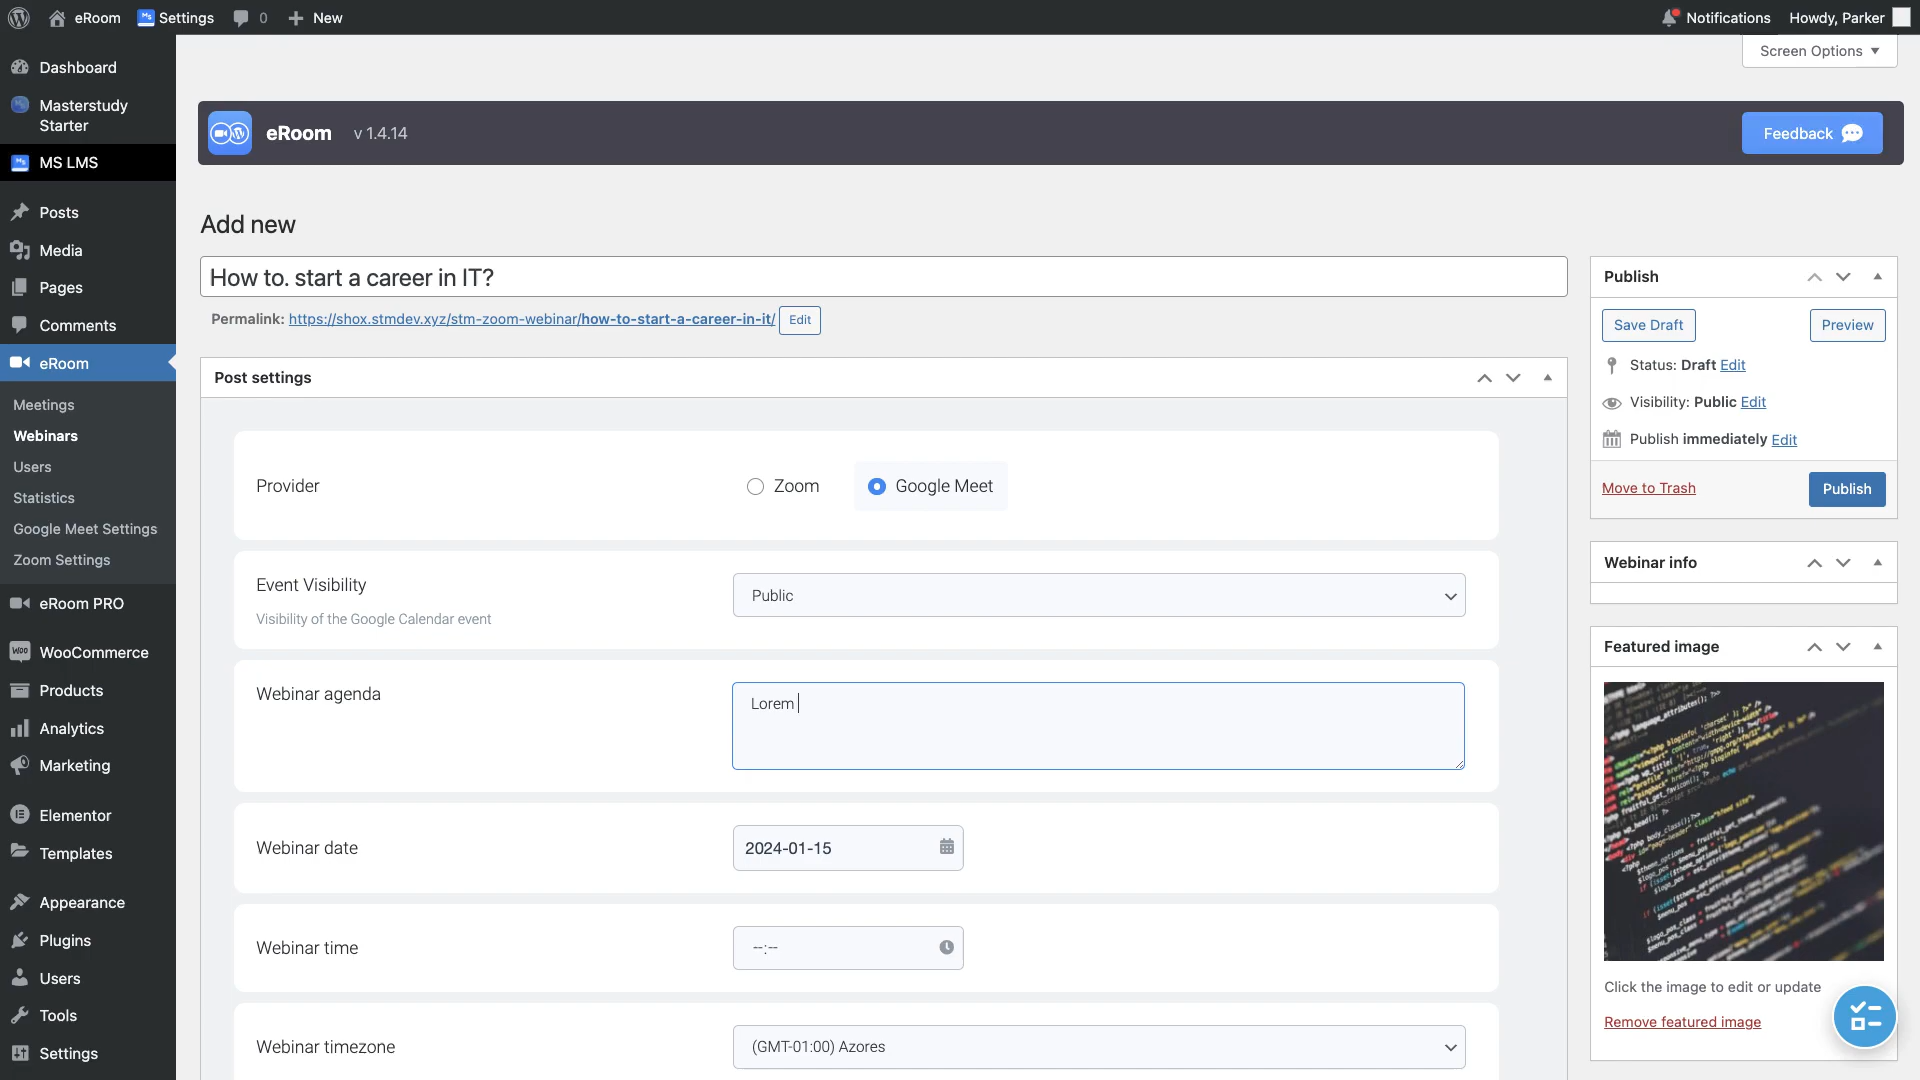 eRoom
Settings
0
New
Notifications
Howdy, Parker
Screen Options
Dashboard
Masterstudy
Starter
MS LMS
Posts
Media
Pages
Comments
eRoom
Meetings
Webinars
Users
Statistics
Google Meet Settings
Zoom Settings
eRoom PRO
WooCommerce
Products
Analytics
Marketing
Elementor
Templates
Appearance
Plugins
Users
Tools
Settings
eRoom v 1.4.14
Feedback
Add new
How to. start a career in IT?
Permalink: https://shox.stmdev.xyz/stm-zoom-webinar/how-to-start-a-career-in-it/ Edit
Post settings
Provider
Zoom
Google Meet
Event Visibility
Visibility of the Google Calendar event
Public
Webinar agenda
Lorem
Webinar date
2024-01-15
Webinar time
--:--
Webinar timezone
(GMT-01:00) Azores
Publish
Save Draft
Preview
Status: Draft Edit
Visibility: Public Edit
Publish immediately Edit
Move to Trash
Publish
Webinar info
Featured image
Click the image to edit or update
Remove featured image